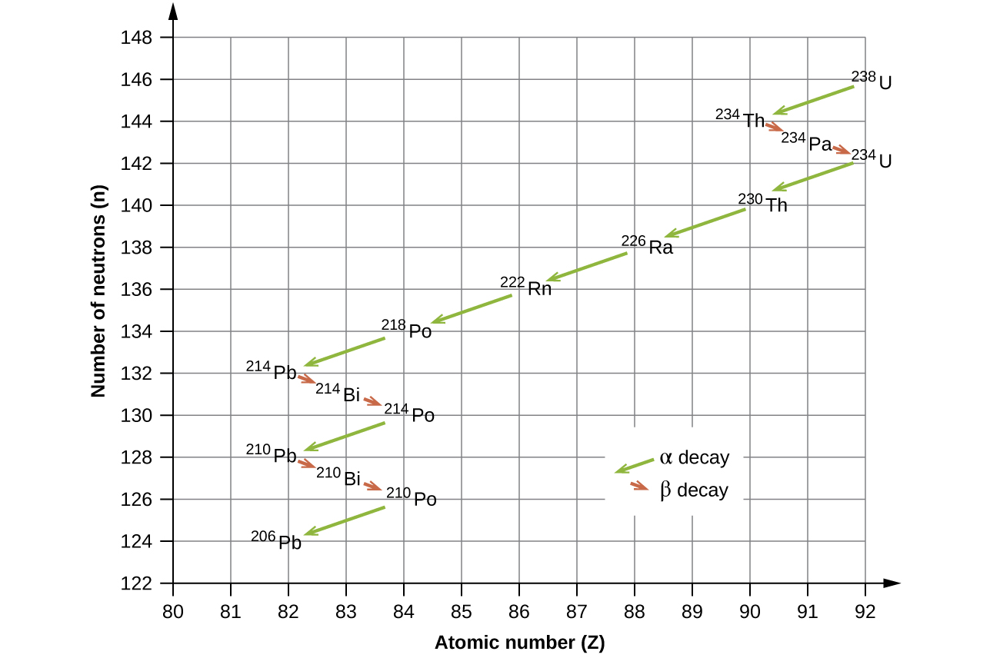 148
146
144
142
140
138
136
134
132
130
128
126
124
122
Number of neutrons (n)
²³⁸U
²³⁴Th
²³⁴Pa
²³⁴U
²³⁰Th
²²⁶Ra
²²²Rn
²¹⁸Po
²¹⁴Pb
²¹⁴Bi
²¹⁴Po
²¹⁰Pb
²¹⁰Bi
²¹⁰Po
²⁰⁶Pb
α decay
β decay
80 81 82 83 84 85 86 87 88 89 90 91 92
Atomic number (Z)